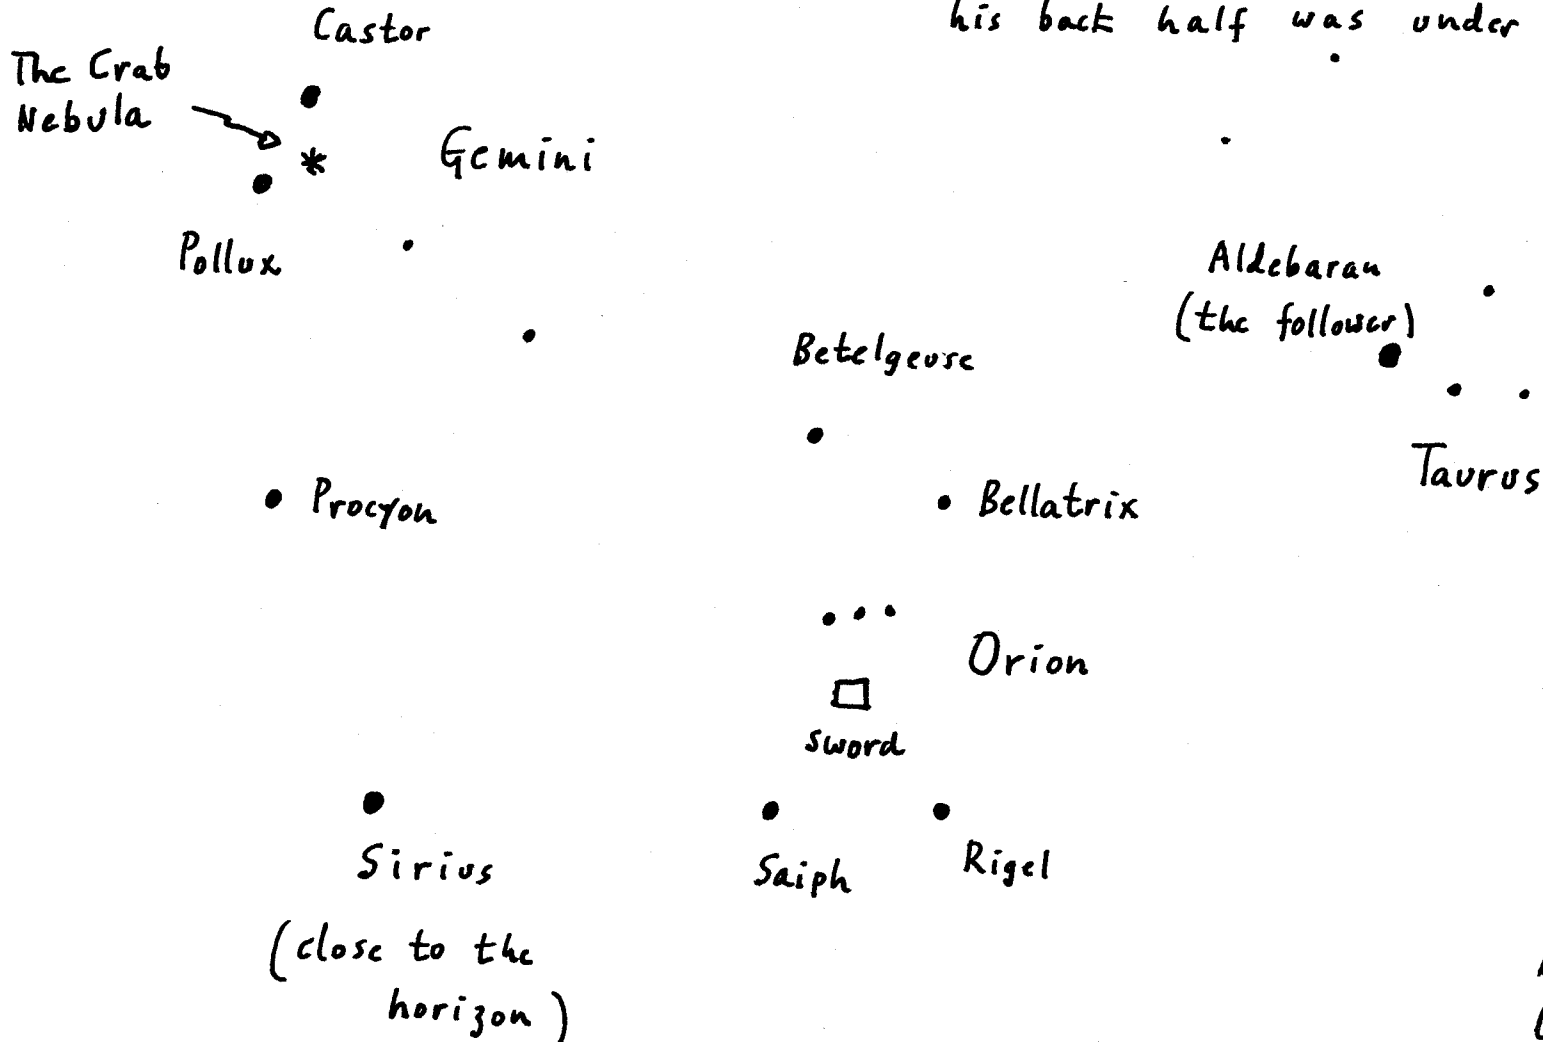 his back half was under
Castor
The Crab
Nebula
Gemini
Pollux
Aldebaran
(the follower)
Betelgeuse
Taurus
Procyon
Bellatrix
Orion
sword
Sirius
Saiph
Rigel
(close to the
horizon)